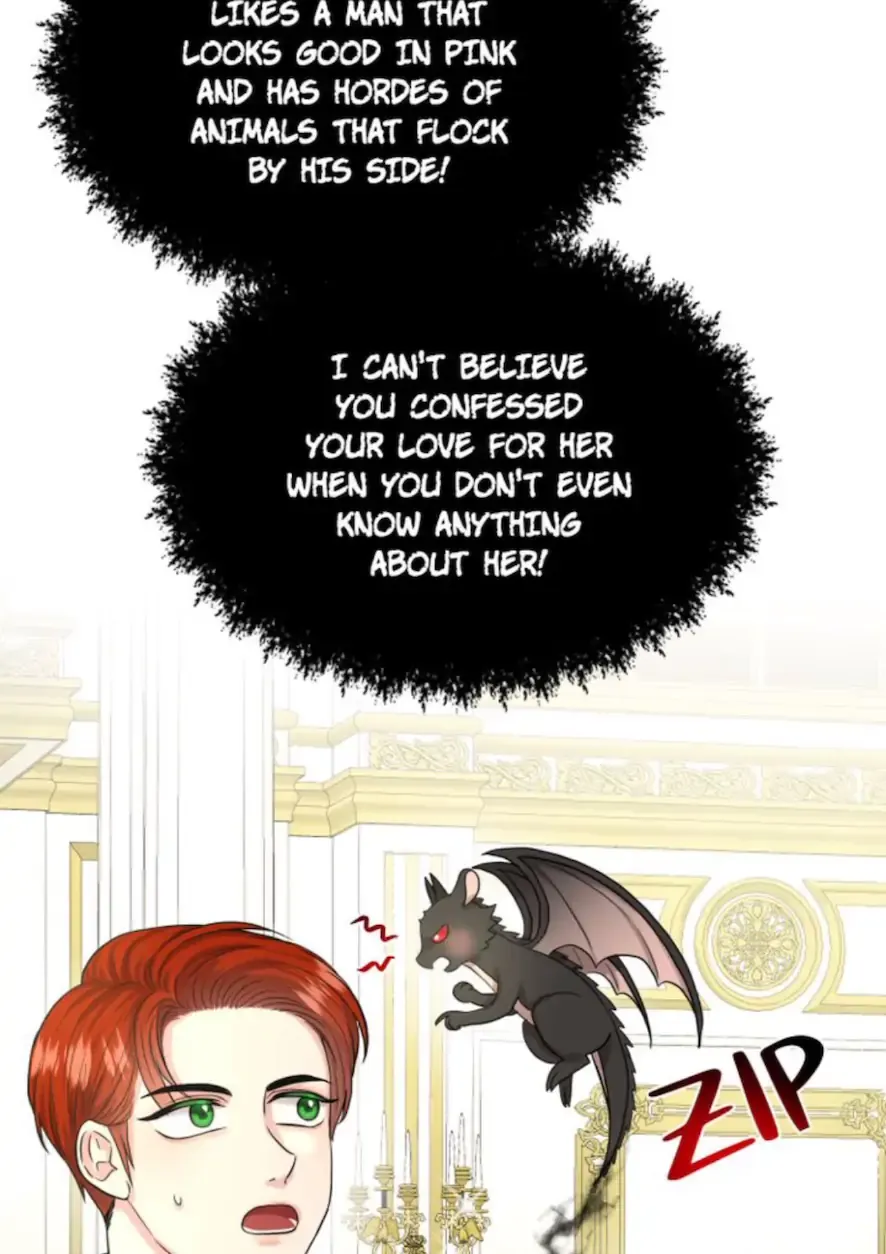 LIKES A MAN THAT
LOOKS GOOD IN PINK
AND HAS HORDES OF
ANIMALS THAT FLOCK
BY HIS SIDE!
I CAN'T BELIEVE
YOU CONFESSED
YOUR LOVE FOR HER
WHEN YOU DON'T EVEN
KNOW ANYTHING
ABOUT HER!
ZIP